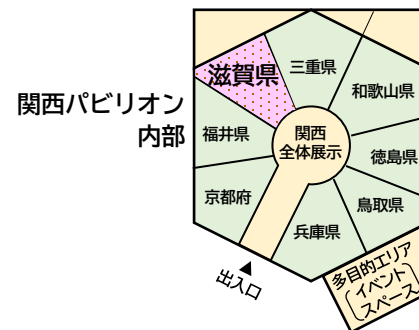 関西パビリオン
内部
滋賀県
三重県
和歌山県
福井県
関西
全体展示
徳島県
京都府
鳥取県
兵庫県
出入口
多目的エリア
（イベント
スペース）